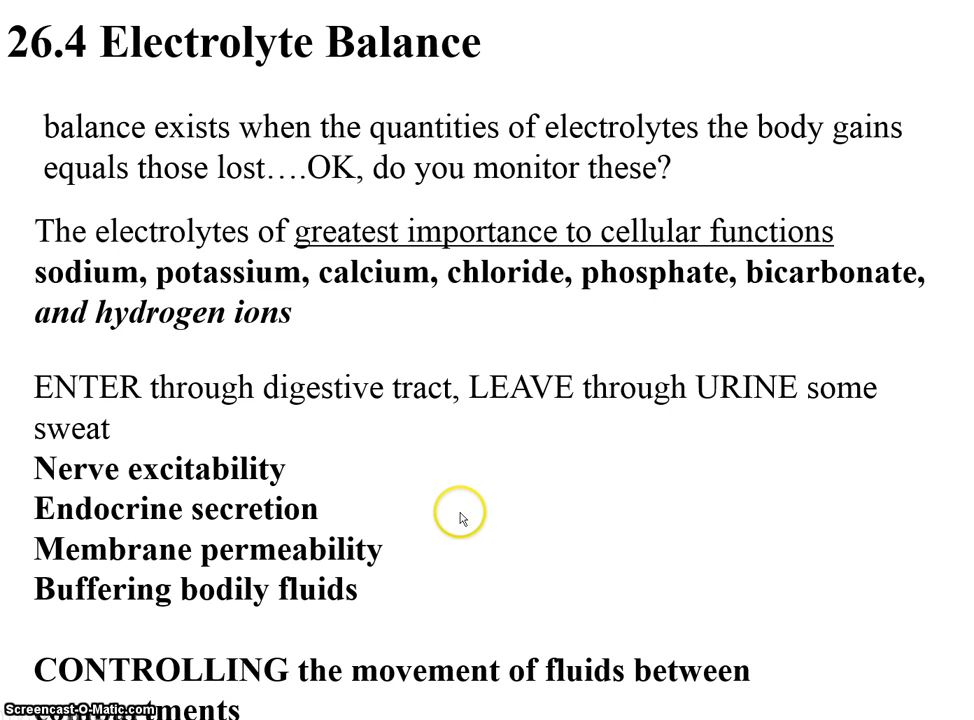 26.4 Electrolyte Balance
balance exists when the quantities of electrolytes the body gains
equals those lost….OK, do you monitor these?
The electrolytes of greatest importance to cellular functions
sodium, potassium, calcium, chloride, phosphate, bicarbonate,
and hydrogen ions
ENTER through digestive tract, LEAVE through URINE some
sweat
Nerve excitability
Endocrine secretion
Membrane permeability
Buffering bodily fluids
CONTROLLING the movement of fluids between
compartments
Screencast-O-Matic.com